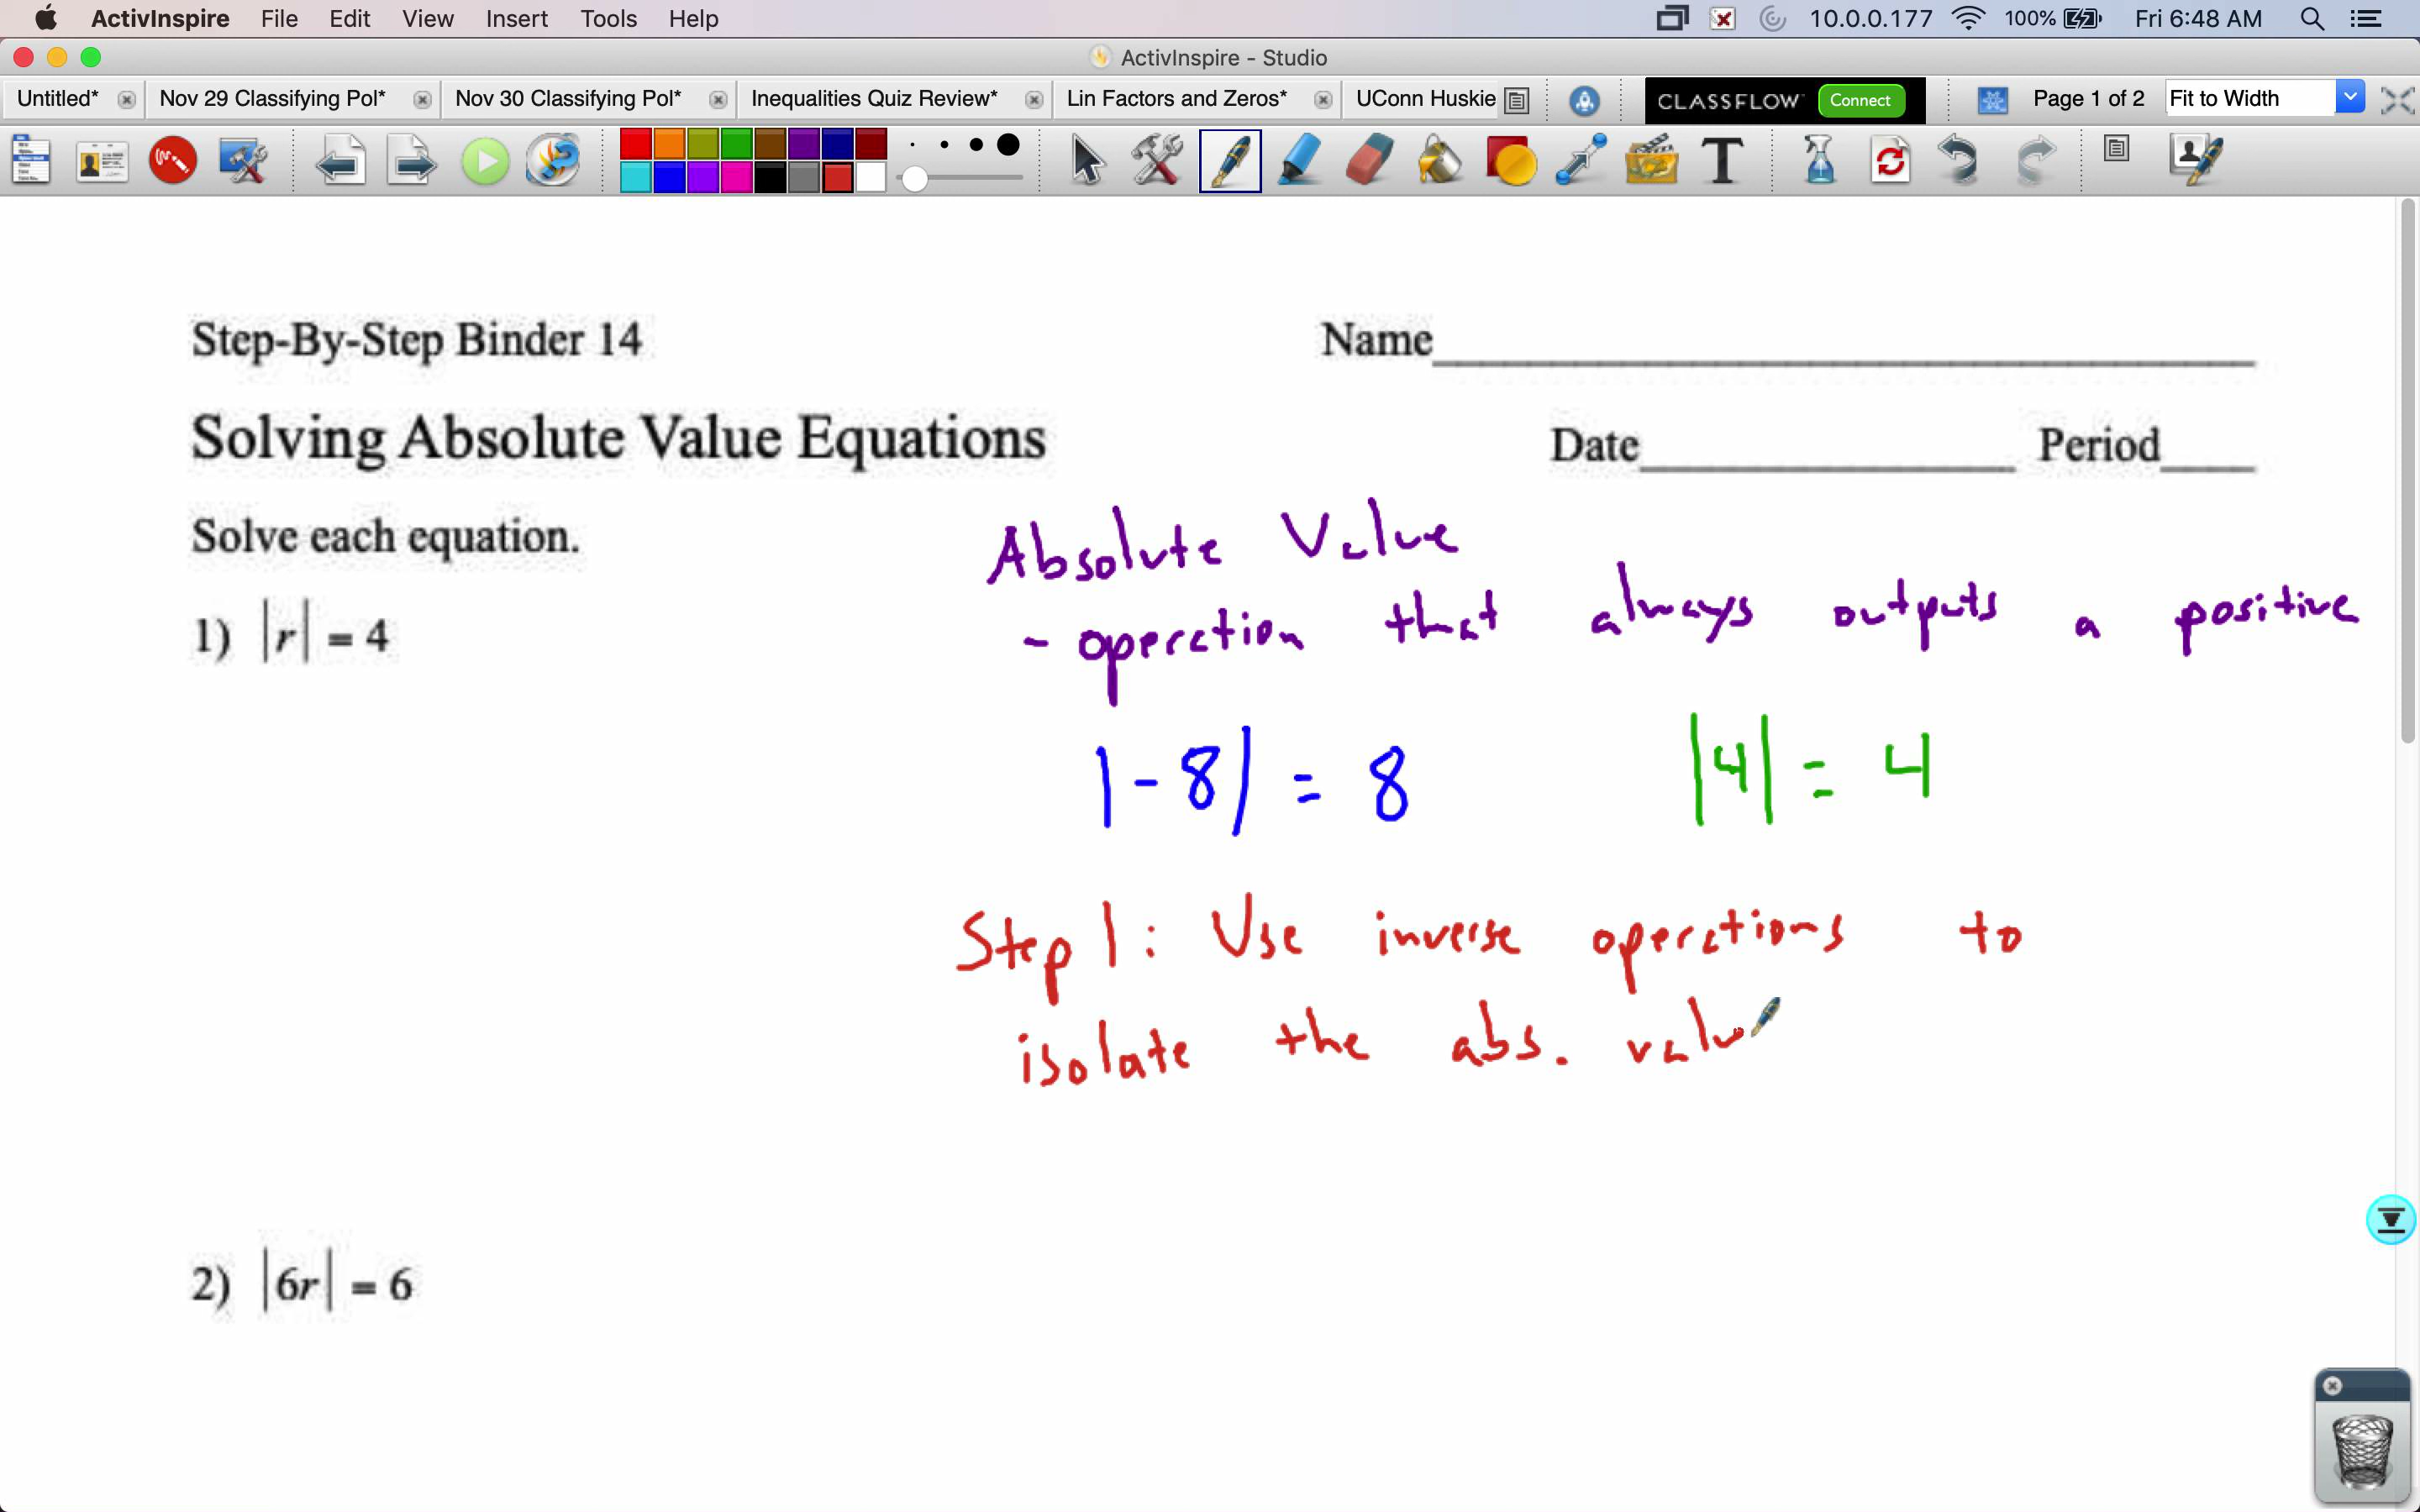 ActivInspire File Edit View Insert Tools Help 10.0.0.177 100% Fri 6:48 AM
ActivInspire - Studio
Untitled* Nov 29 Classifying Pol* Nov 30 Classifying Pol* Inequalities Quiz Review* Lin Factors and Zeros* UConn Huskie CLASSFLOW Connect Page 1 of 2 Fit to Width
T
Step-By-Step Binder 14 Name
Solving Absolute Value Equations Date Period
Solve each equation.
Absolute Value
- operation that always outputs a positive
1) |r| = 4
|-8| = 8 |4| = 4
Step 1: Use inverse operations to
isolate the abs. valu
2) |6r| = 6